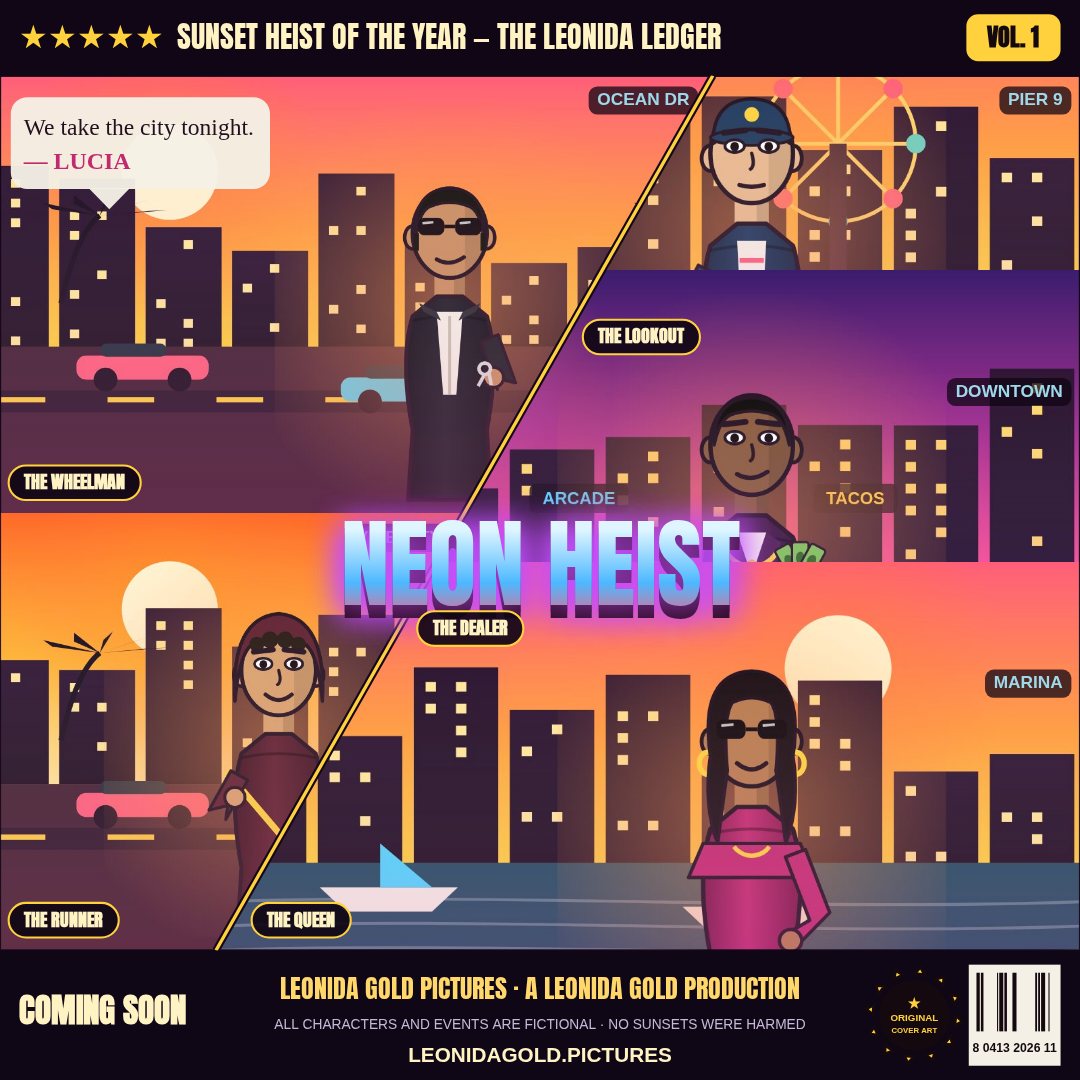 ★★★★★ SUNSET HEIST OF THE YEAR – THE LEONIDA LEDGER
VOL. 1
We take the city tonight.
— LUCIA
OCEAN DR
PIER 9
THE LOOKOUT
DOWNTOWN
THE WHEELMAN
ARCADE
TACOS
NEON HEIST
THE DEALER
MARINA
THE RUNNER
THE QUEEN
COMING SOON
LEONIDA GOLD PICTURES · A LEONIDA GOLD PRODUCTION
ALL CHARACTERS AND EVENTS ARE FICTIONAL · NO SUNSETS WERE HARMED
LEONIDAGOLD.PICTURES
★
ORIGINAL
COVER ART
8 0413 2026 11